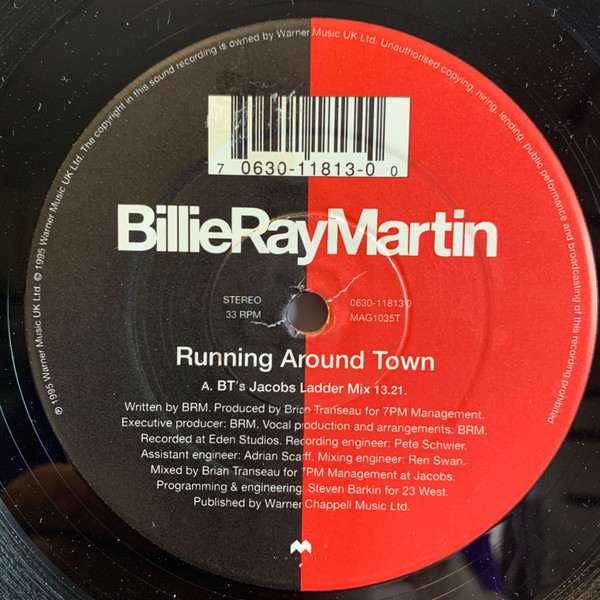 ℗ 1995 Warner Music UK Ltd. © 1995 Warner Music UK Ltd. The copyright in this sound recording is owned by Warner Music UK Ltd. Unauthorised copying, hiring, lending, public peformance and broadcasting of this recording prohibited
7 0630-11813-0 0
BillieRayMartin
STEREO
33 RPM
0630-11813 0
MAG1035T
Running Around Town
A. BT's Jacobs Ladder Mix 13.21.
Written by BRM. Produced by Brian Transeau for 7PM Management.
Executive producer: BRM. Vocal production and arrangements: BRM.
Recorded at Eden Studios. Recording engineer: Pete Schwier.
Assistant engineer: Adrian Scarff. Mixing engineer: Ren Swan.
Mixed by Brian Transeau for 7PM Management at Jacobs.
Programming & engineering: Steven Barkin for 23 West.
Published by Warner Chappell Music Ltd.